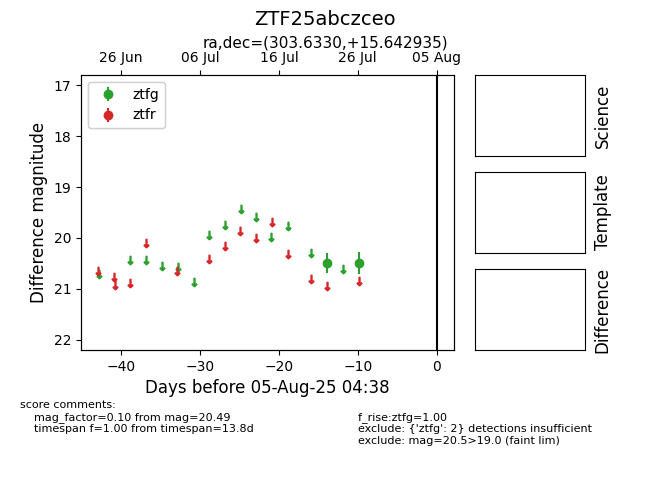 ZTF25abczceo
ra,dec=(303.6330,+15.642935)
26 Jun
06 Jul
16 Jul
26 Jul
05 Aug
17
18
19
20
21
22
Difference magnitude
ztfg
ztfr
−40
−30
−20
−10
0
Days before 05-Aug-25 04:38
Science
Template
Difference
score comments:
mag_factor=0.10 from mag=20.49
timespan f=1.00 from timespan=13.8d
f_rise:ztfg=1.00
exclude: {'ztfg': 2} detections insufficient
exclude: mag=20.5>19.0 (faint lim)